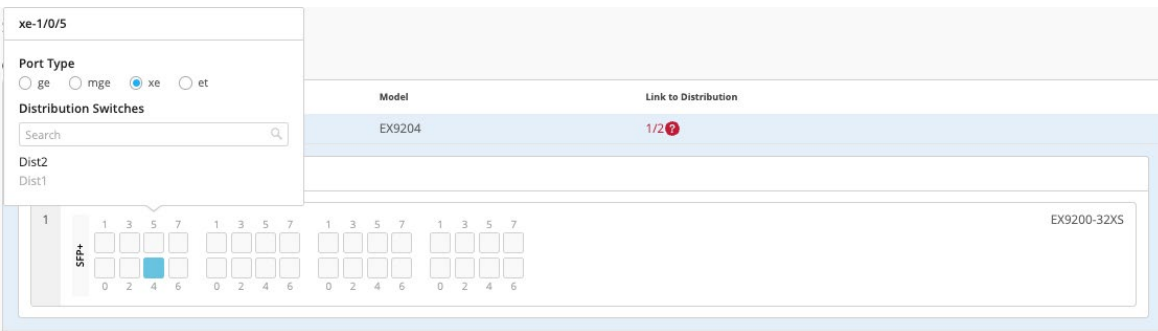 xe-1/0/5
Port Type
ge mge xe et
Distribution Switches
Search
Dist2
Dist1
Model Link to Distribution
EX9204 1/2?
1 EX9200-32XS
SFP+
1 3 5 7 1 3 5 7 1 3 5 7 1 3 5 7
0 2 4 6 0 2 4 6 0 2 4 6 0 2 4 6